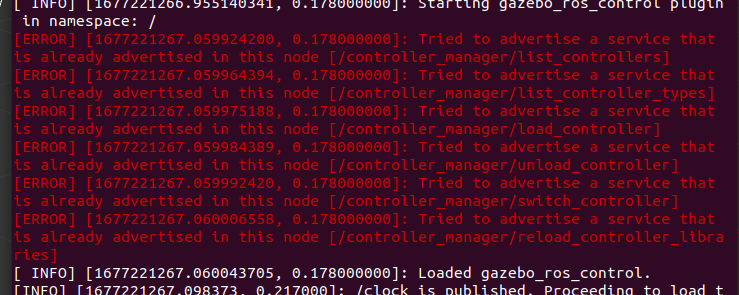 [ INFO] [1677221266.955140341, 0.178000000]: Starting gazebo_ros_control plugin
 in namespace: /
[ERROR] [1677221267.059924200, 0.178000000]: Tried to advertise a service that
is already advertised in this node [/controller_manager/list_controllers]
[ERROR] [1677221267.059964394, 0.178000000]: Tried to advertise a service that
is already advertised in this node [/controller_manager/list_controller_types]
[ERROR] [1677221267.059975188, 0.178000000]: Tried to advertise a service that
is already advertised in this node [/controller_manager/load_controller]
[ERROR] [1677221267.059984389, 0.178000000]: Tried to advertise a service that
is already advertised in this node [/controller_manager/unload_controller]
[ERROR] [1677221267.059992420, 0.178000000]: Tried to advertise a service that
is already advertised in this node [/controller_manager/switch_controller]
[ERROR] [1677221267.060006558, 0.178000000]: Tried to advertise a service that
is already advertised in this node [/controller_manager/reload_controller_libra
ries]
[ INFO] [1677221267.060043705, 0.178000000]: Loaded gazebo_ros_control.
[INFO] [1677221267.098373, 0.217000]: /clock is published. Proceeding to load t